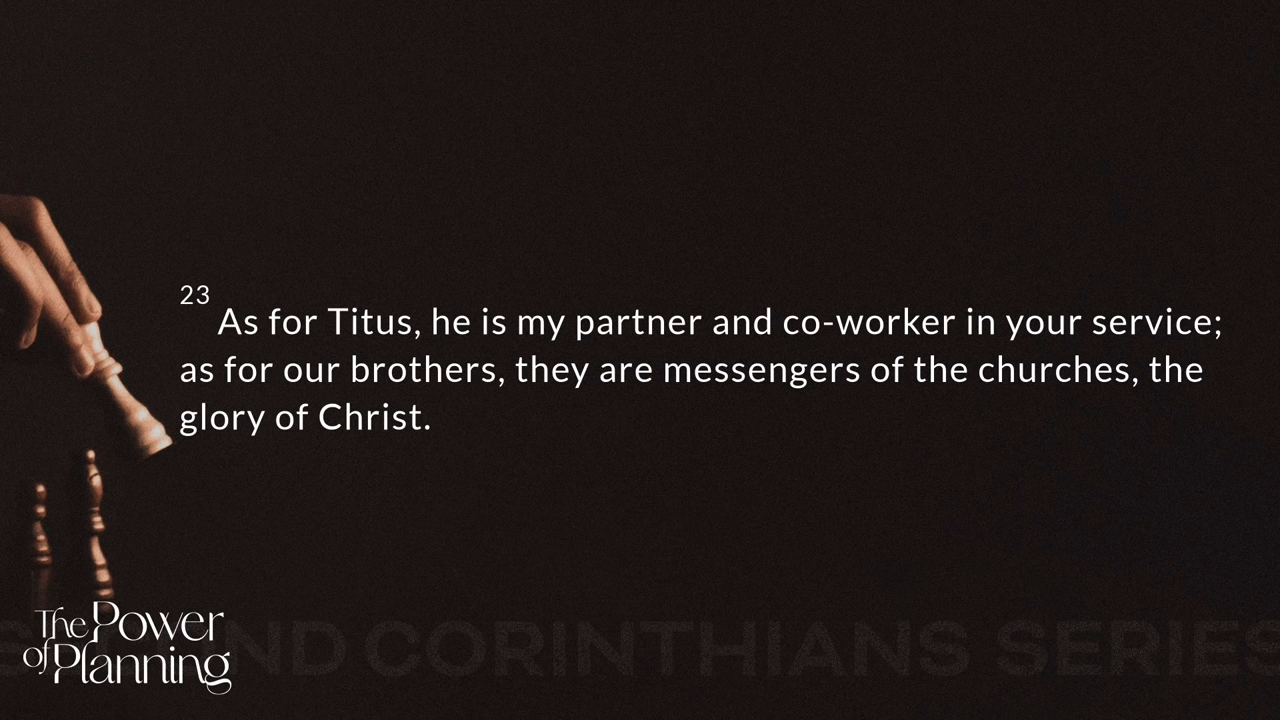 23
As for Titus, he is my partner and co-worker in your service;
as for our brothers, they are messengers of the churches, the
glory of Christ.
The Power
of Planning
ND CORINTHIANS SERIES